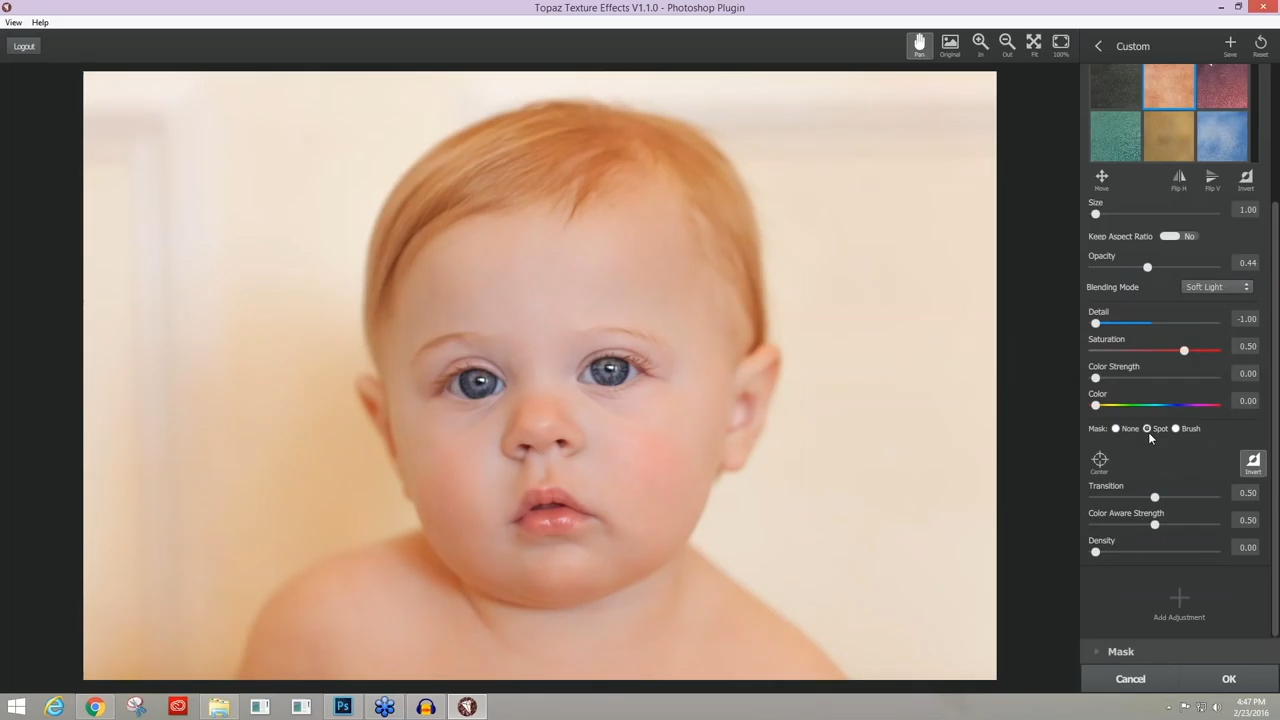 Topaz Texture Effects V1.1.0 - Photoshop Plugin
View Help
Logout
Pan Original In Out Fit 100%
Custom
Save Reset
Move Flip H Flip V Invert
Size 1.00
Keep Aspect Ratio No
Opacity 0.44
Blending Mode Soft Light
Detail -1.00
Saturation 0.50
Color Strength 0.00
Color 0.00
Mask: None Spot Brush
Center Invert
Transition 0.50
Color Aware Strength 0.50
Density 0.00
Add Adjustment
Mask
Cancel OK
Ps
4:47 PM
2/23/2016